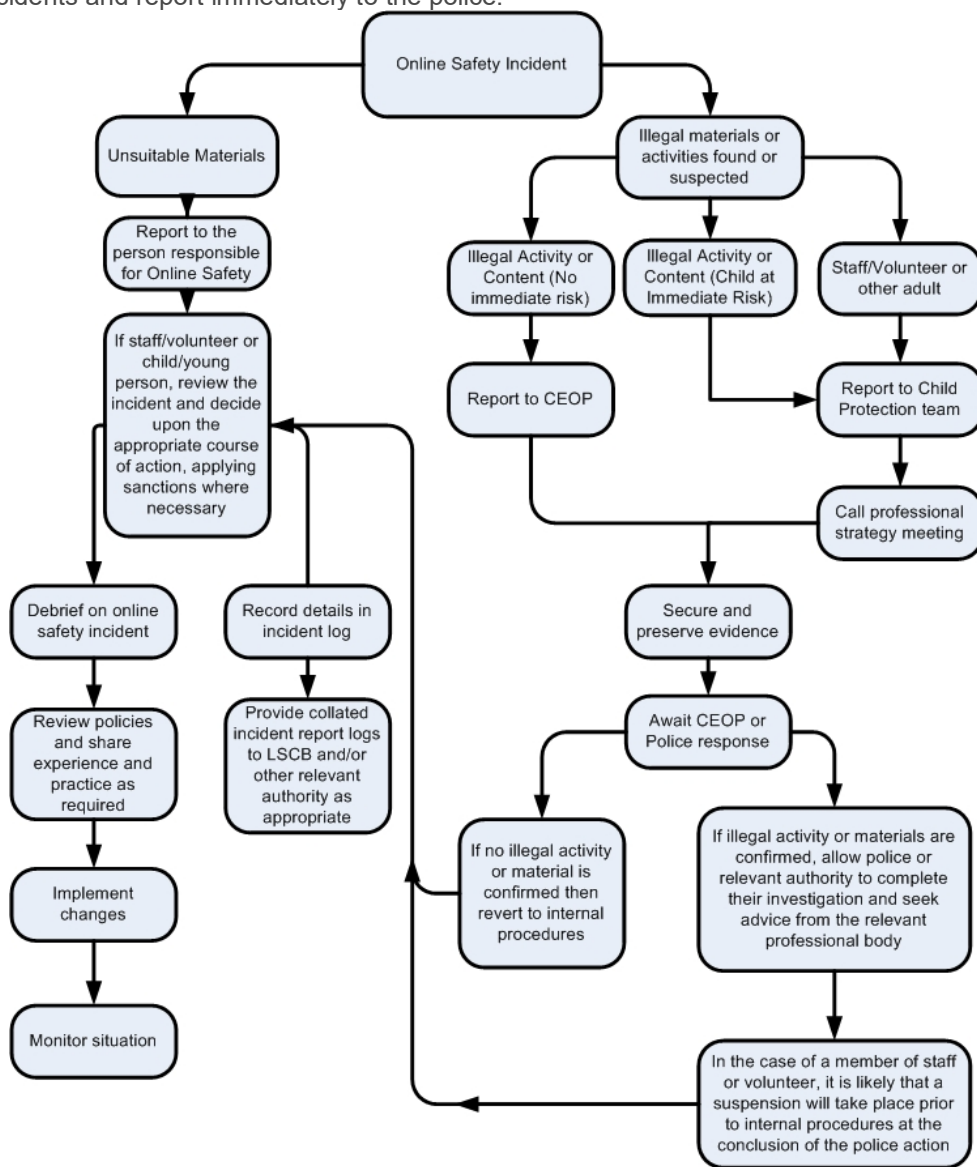 cidents and report immediately to the police.
Online Safety Incident
Unsuitable Materials
Illegal materials or
activities found or
suspected
Report to the
person responsible
for Online Safety
Illegal Activity or
Content (No
immediate risk)
Illegal Activity or
Content (Child at
Immediate Risk)
Staff/Volunteer or
other adult
If staff/volunteer or
child/young
person, review the
incident and decide
upon the
appropriate course
of action, applying
sanctions where
necessary
Report to CEOP
Report to Child
Protection team
Call professional
strategy meeting
Debrief on online
safety incident
Record details in
incident log
Secure and
preserve evidence
Review policies
and share
experience and
practice as
required
Provide collated
incident report logs
to LSCB and/or
other relevant
authority as
appropriate
Await CEOP or
Police response
If no illegal activity
or material is
confirmed then
revert to internal
procedures
If illegal activity or materials are
confirmed, allow police or
relevant authority to complete
their investigation and seek
advice from the relevant
professional body
Implement
changes
Monitor situation
In the case of a member of staff
or volunteer, it is likely that a
suspension will take place prior
to internal procedures at the
conclusion of the police action